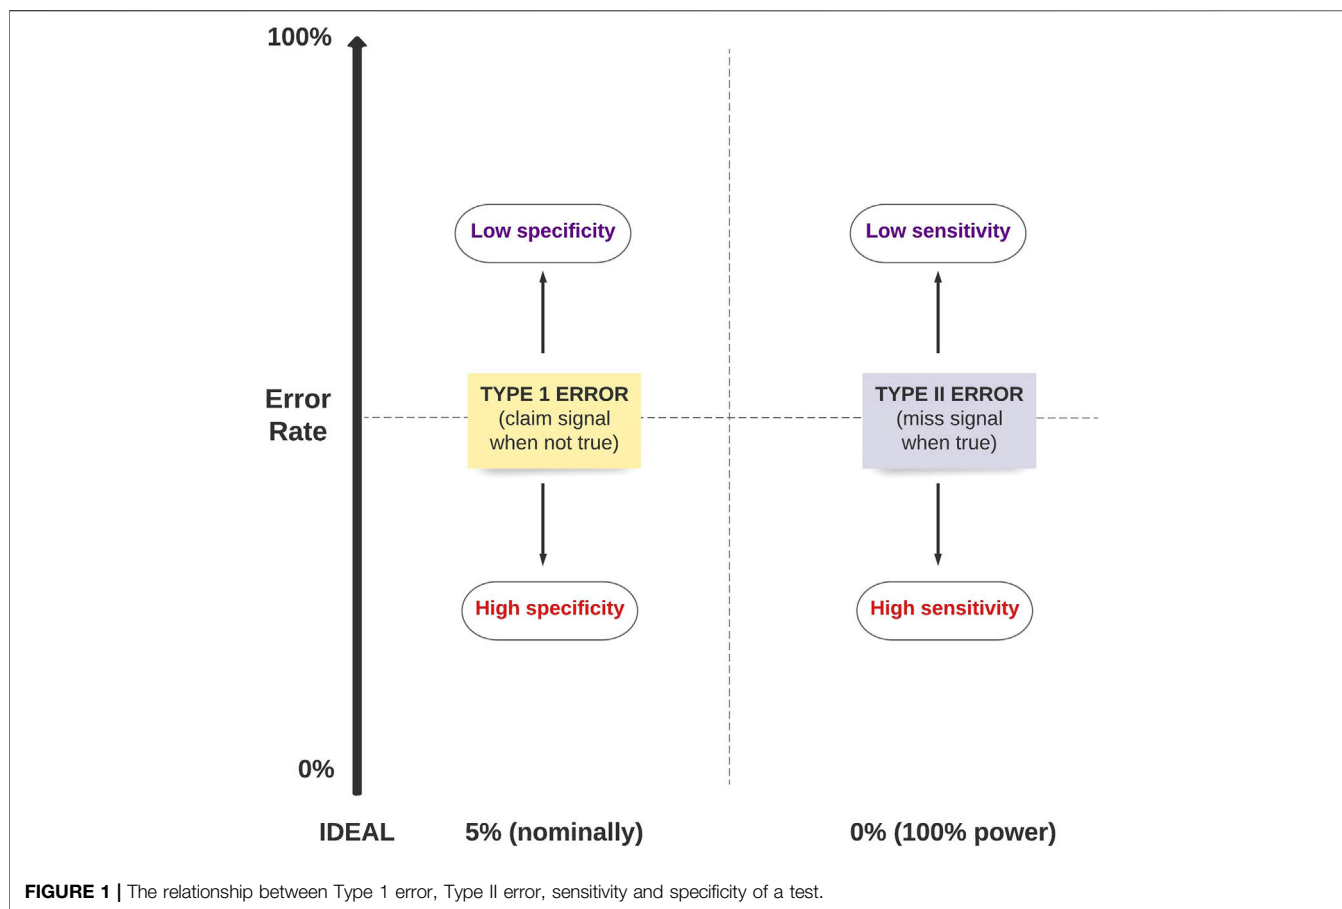 100%
Low specificity
Low sensitivity
Error
Rate
TYPE 1 ERROR
(claim signal
when not true)
TYPE II ERROR
(miss signal
when true)
High specificity
High sensitivity
0%
IDEAL
5% (nominally)
0% (100% power)
FIGURE 1 | The relationship between Type 1 error, Type II error, sensitivity and specificity of a test.